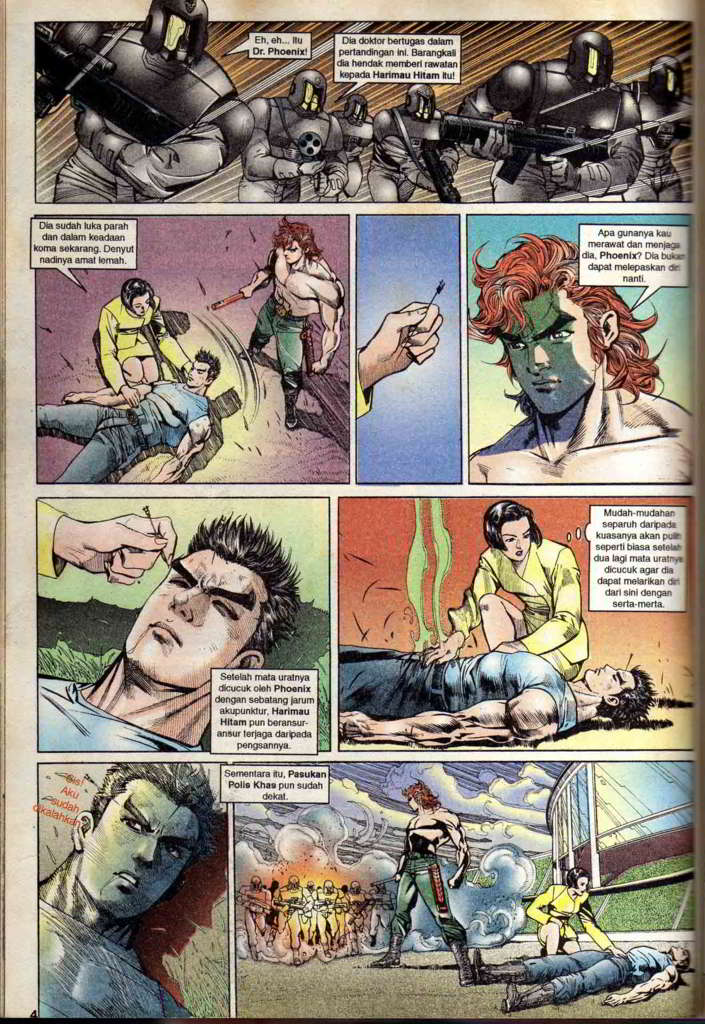 Eh, eh... Itu
Dr. Phoenix!
Dia doktor bertugas dalam
pertandingan ini. Barangkali
dia hendak memberi rawatan
kepada Harimau Hitam itu!
Dia sudah luka parah
dan dalam keadaan
koma sekarang. Denyut
nadinya amat lemah.
Apa gunanya kau
merawat dan menjaga
dia, Phoenix? Dia bukan
dapat melepaskan diri
nanti.
Setelah mata uratnya
dicucuk oleh Phoenix
dengan sebatang jarum
akupunktur, Harimau
Hitam pun beransur-
ansur terjaga daripada
pengsannya.
Mudah-mudahan
separuh daripada
kuasanya akan pulih
seperti biasa setelah
dua lagi mata uratnya
dicucuk agar dia
dapat melarikan diri
dari sini dengan
serta-merta.
Cis!
Aku
sudah
dikalahkan!
Sementara itu, Pasukan
Polis Khas pun sudah
dekat.
4